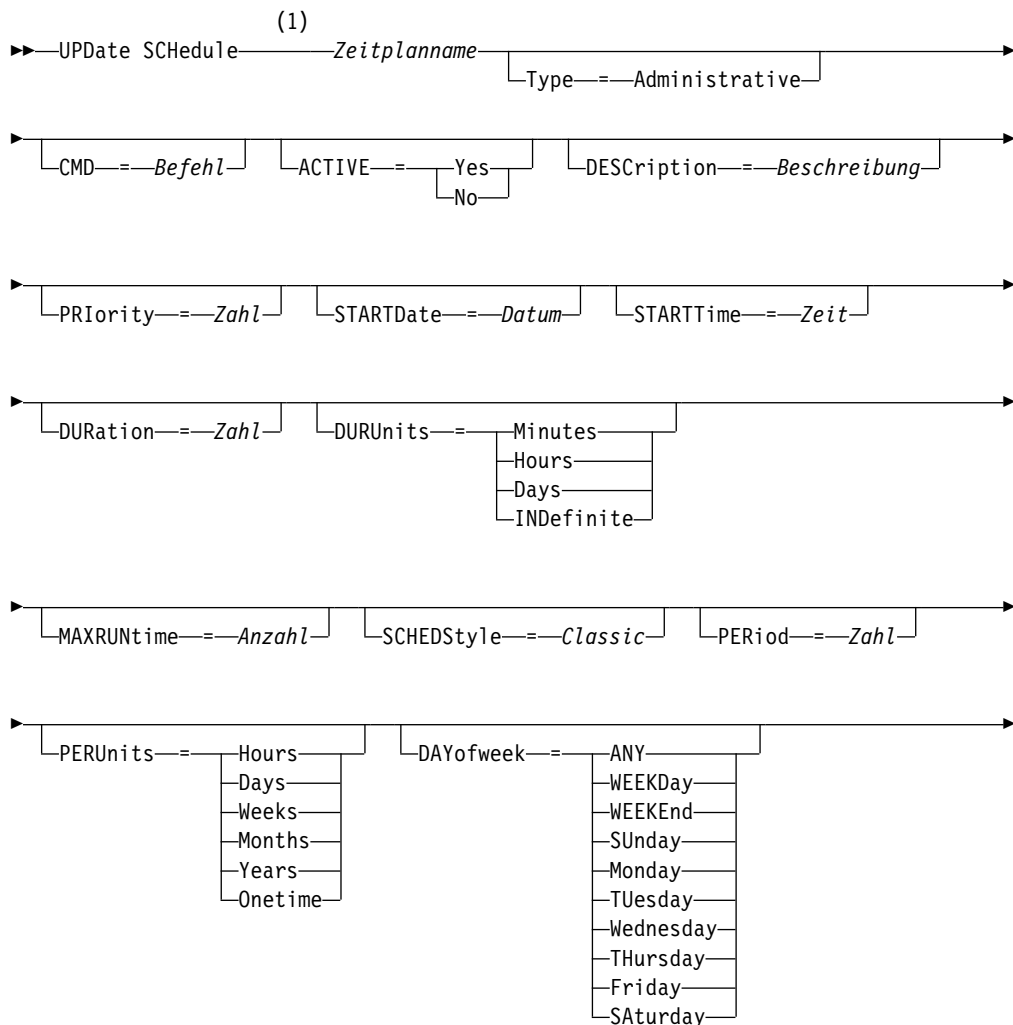 (1)
UPDate SCHedule Zeitplanname
Type = Administrative
CMD = Befehl ACTIVE = Yes DESCription = Beschreibung
No
PRIority = Zahl STARTDate = Datum STARTTime = Zeit
DURation = Zahl DURUnits = Minutes
Hours
Days
INDefinite
MAXRUNtime = Anzahl SCHEDStyle = Classic PERiod = Zahl
PERUnits = Hours DAYofweek = ANY
Days WEEKDay
Weeks WEEKEnd
Months SUnday
Years Monday
Onetime TUesday
Wednesday
THursday
Friday
SAturday